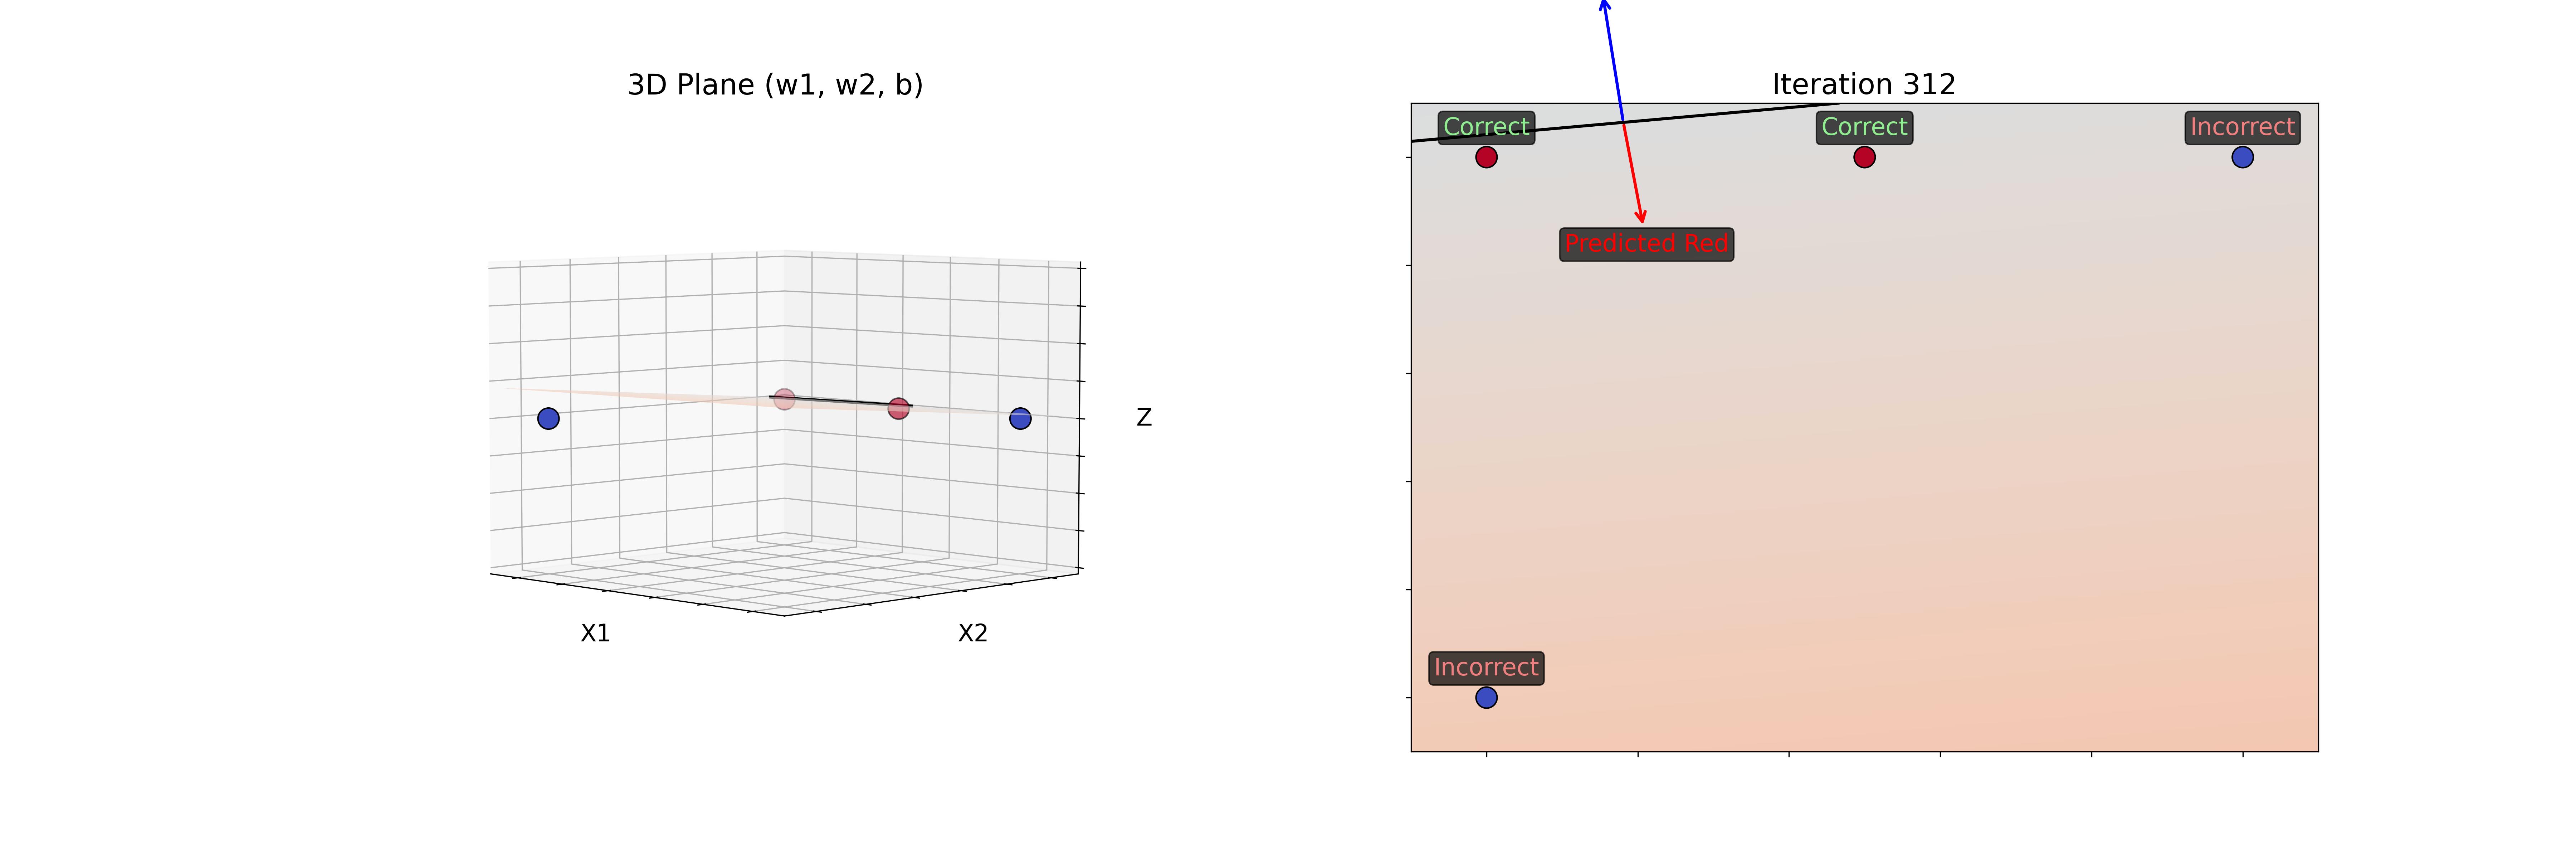 3D Plane (w1, w2, b)
Z
X1
X2
Iteration 312
Correct
Correct
Incorrect
Predicted Red
Incorrect